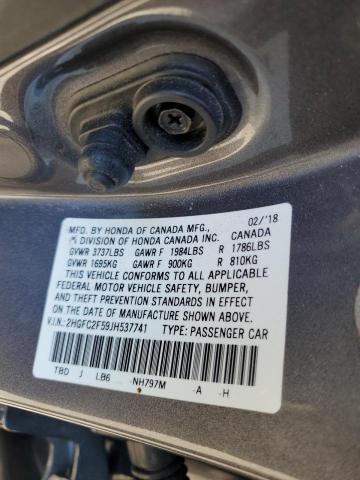 MFD. BY HONDA OF CANADA MFG., 02/'18
A DIVISION OF HONDA CANADA INC. CANADA
GVWR 3737LBS GAWR F 1984LBS R 1786LBS
GVWR 1695KG GAWR F 900KG R 810KG
THIS VEHICLE CONFORMS TO ALL APPLICABLE
FEDERAL MOTOR VEHICLE SAFETY, BUMPER,
AND THEFT PREVENTION STANDARDS IN EFFECT
ON THE DATE OF MANUFACTURE SHOWN ABOVE.
V.I.N.: 2HGFC2F59JH537741 TYPE: PASSENGER CAR
TBD J LB6 -NH797M -A -H